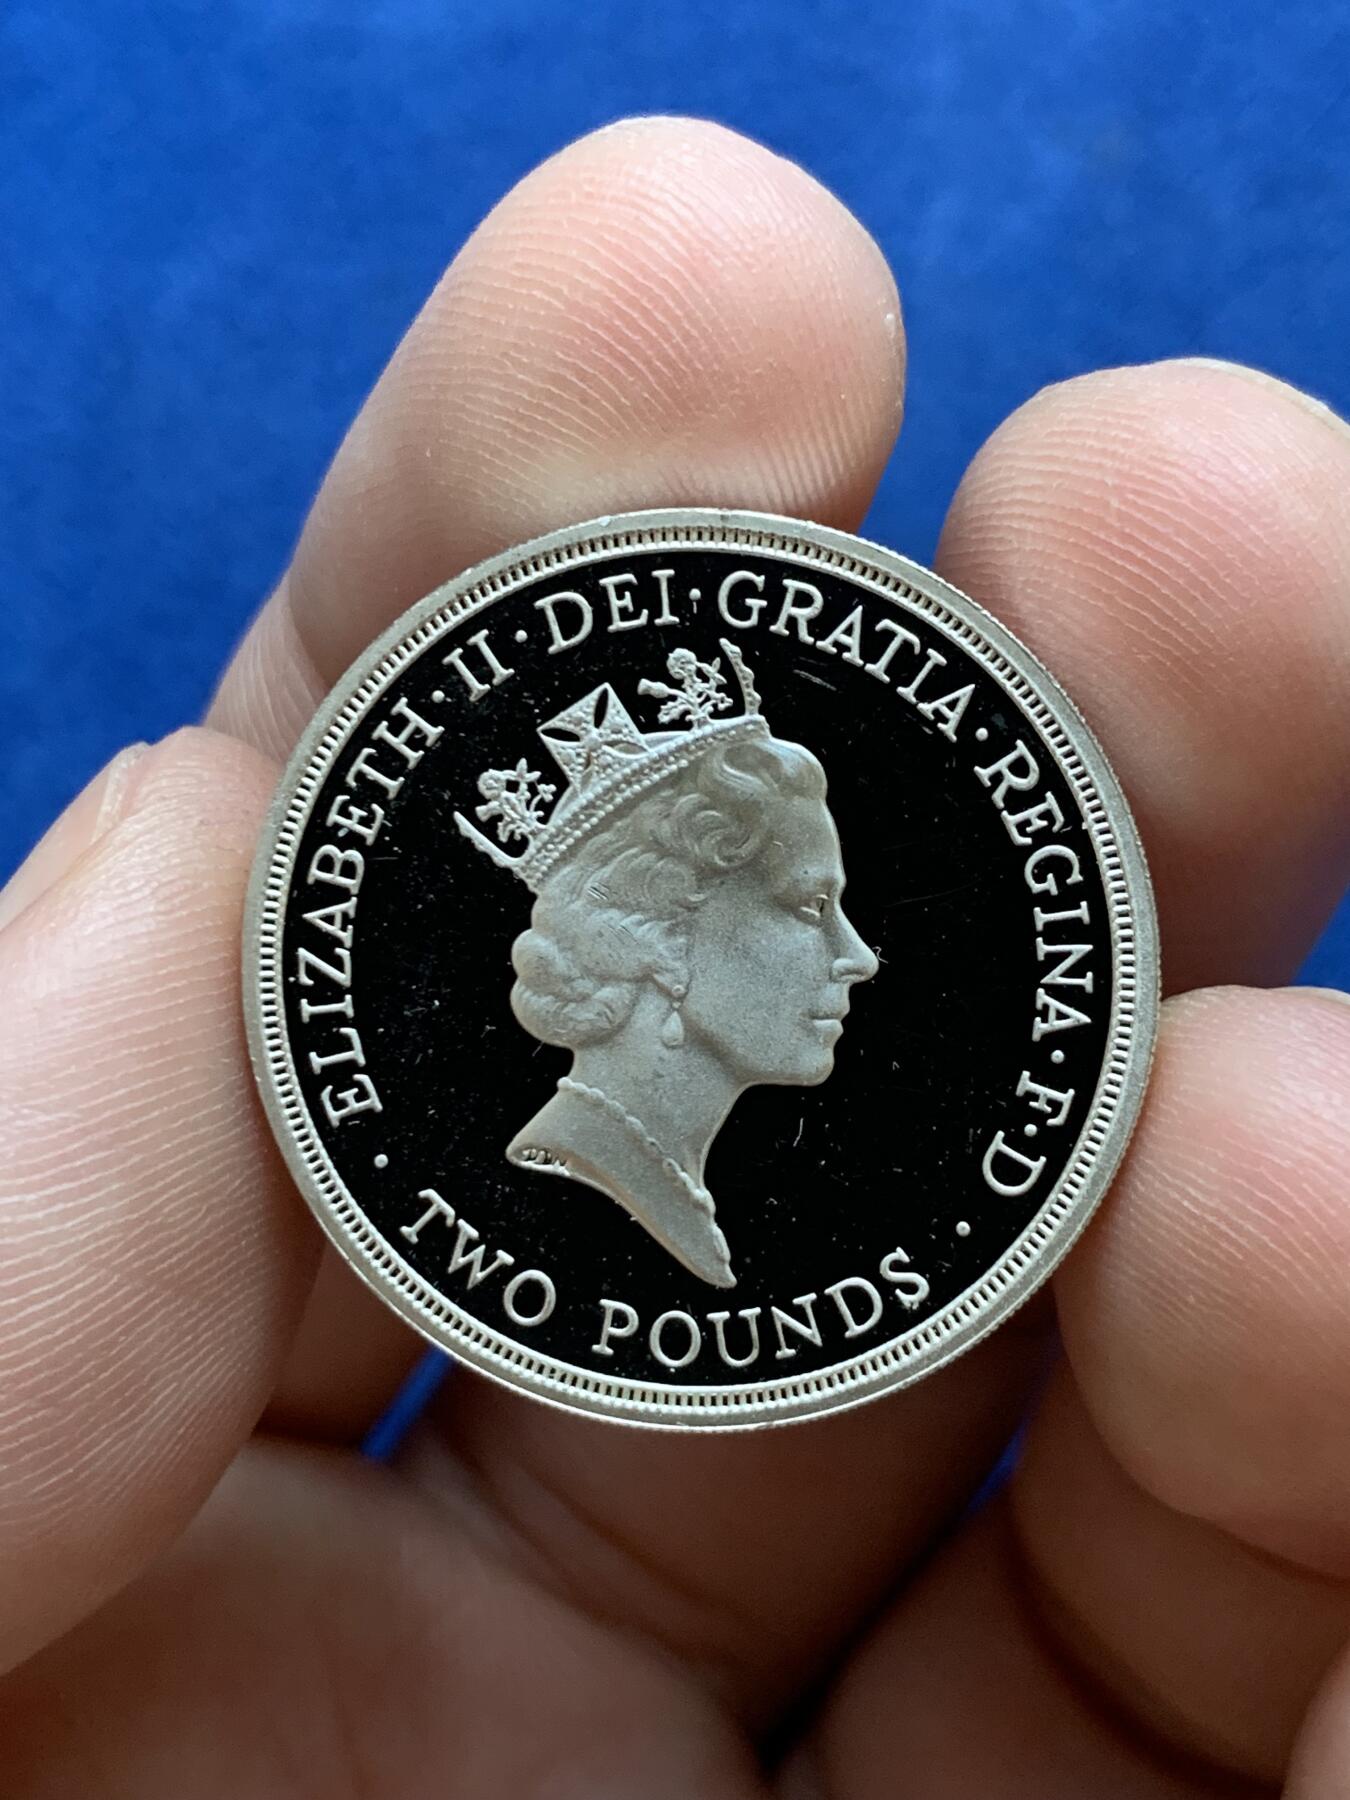 · ELIZABETH · II · DEI · GRATIA · REGINA · F · D ·
TWO POUNDS